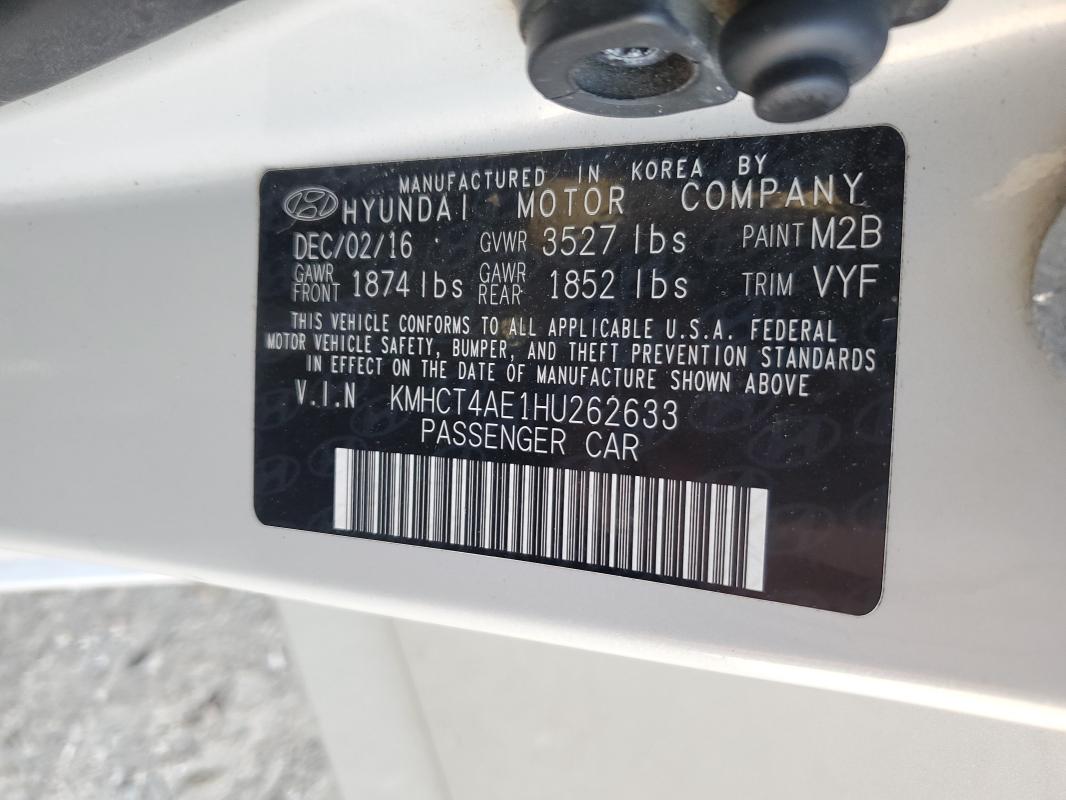 MANUFACTURED IN KOREA BY
HYUNDAI MOTOR COMPANY
DEC/02/16 GVWR 3527 lbs PAINT M2B
GAWR FRONT 1874 lbs GAWR REAR 1852 lbs TRIM VYF
THIS VEHICLE CONFORMS TO ALL APPLICABLE U.S.A. FEDERAL
MOTOR VEHICLE SAFETY, BUMPER, AND THEFT PREVENTION STANDARDS
IN EFFECT ON THE DATE OF MANUFACTURE SHOWN ABOVE
V.I.N KMHCT4AE1HU262633
PASSENGER CAR